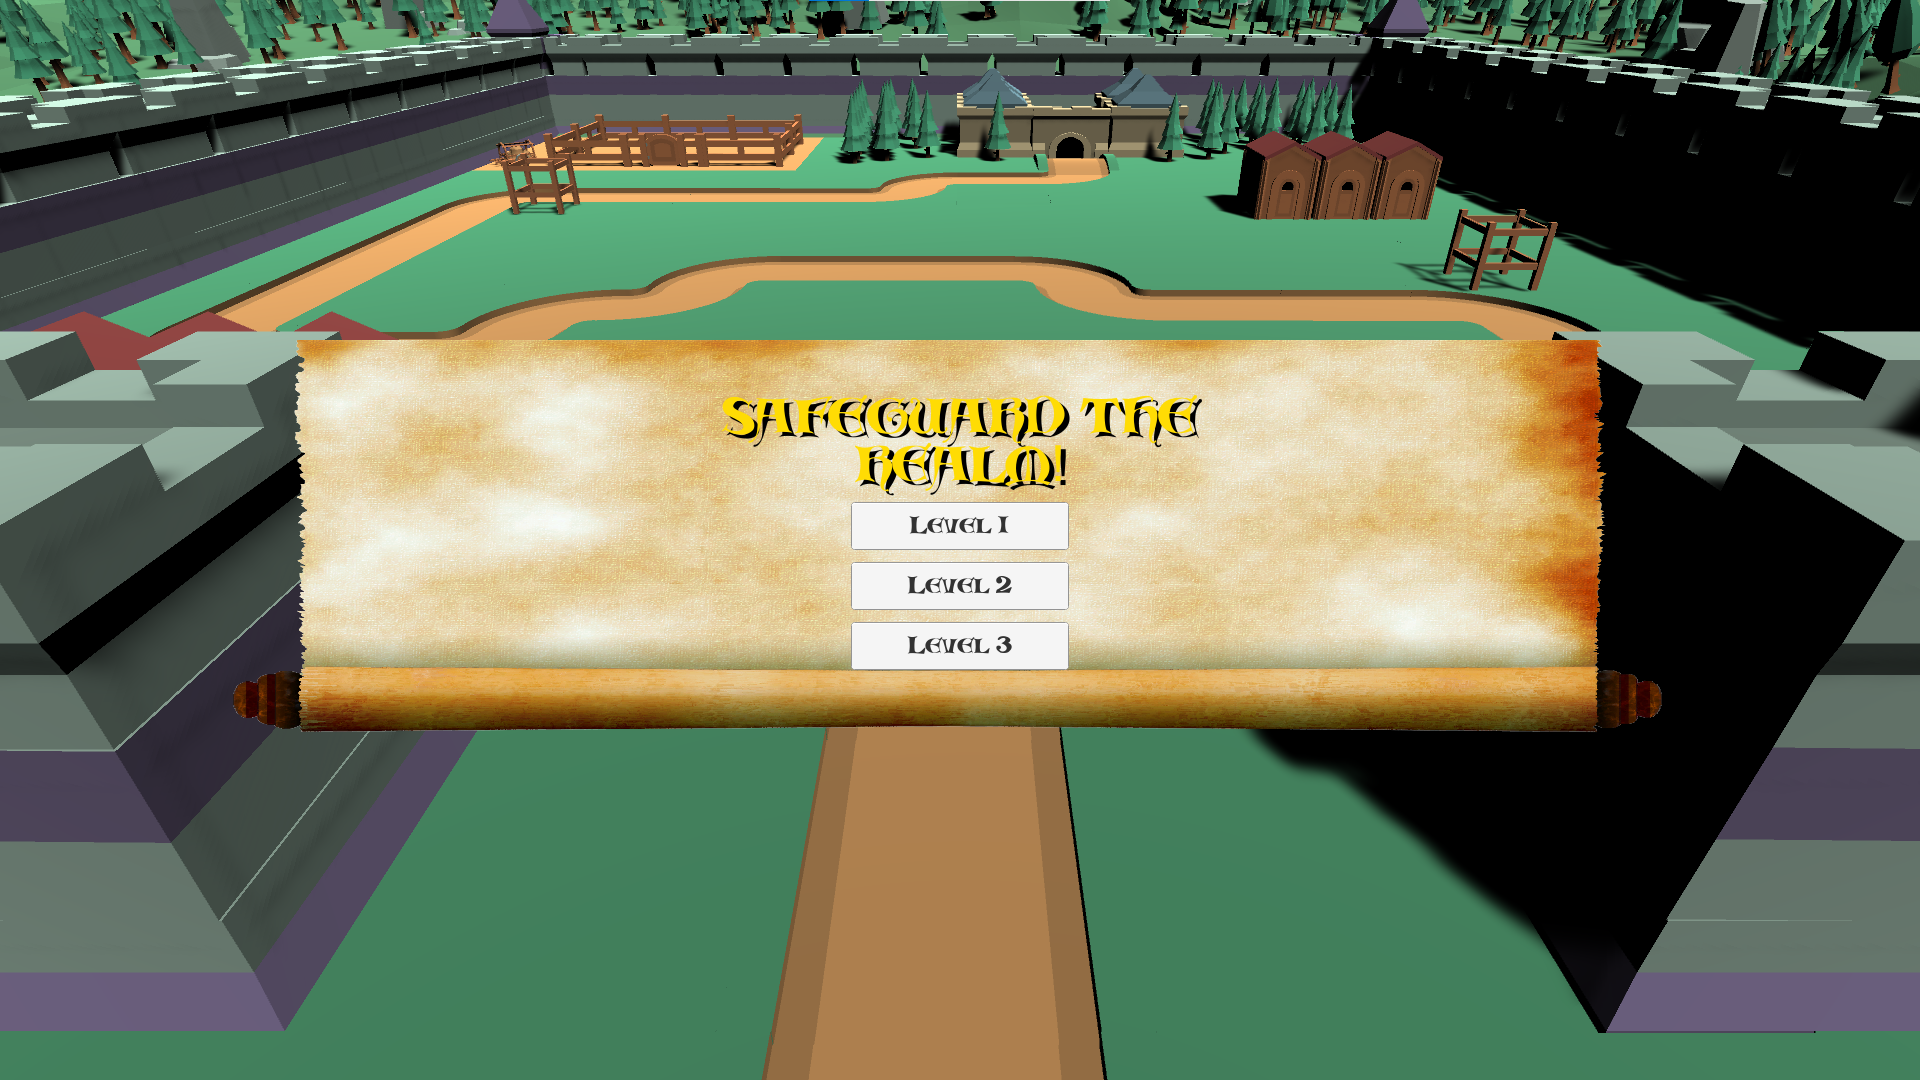 SAFEGUARD THE
REALM!
LEVEL 1
LEVEL 2
LEVEL 3